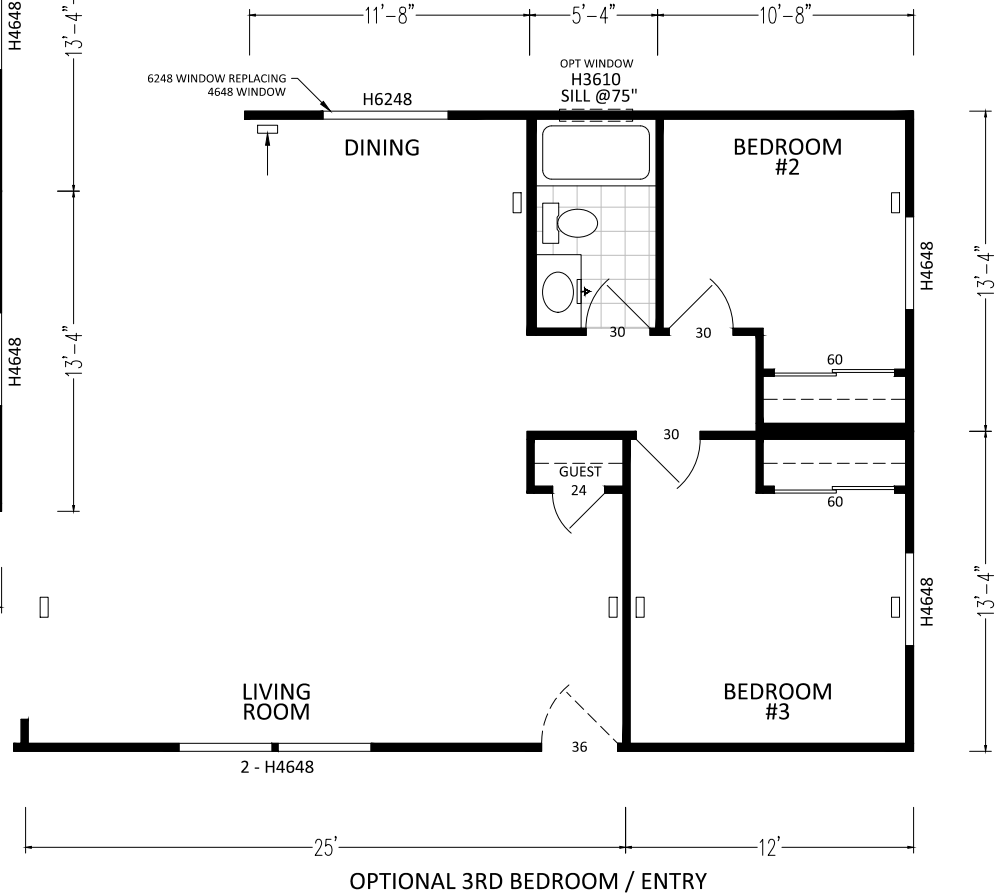 H4648
13'-4"
11'-8"
5'-4"
10'-8"
6248 WINDOW REPLACING
4648 WINDOW
H6248
OPT WINDOW
H3610
SILL @75"
DINING
BEDROOM
#2
H4648
13'-4"
30
30
H4648
13'-4"
60
30
GUEST
24
60
H4648
13'-4"
LIVING
ROOM
BEDROOM
#3
36
2 - H4648
25'
12'
OPTIONAL 3RD BEDROOM / ENTRY